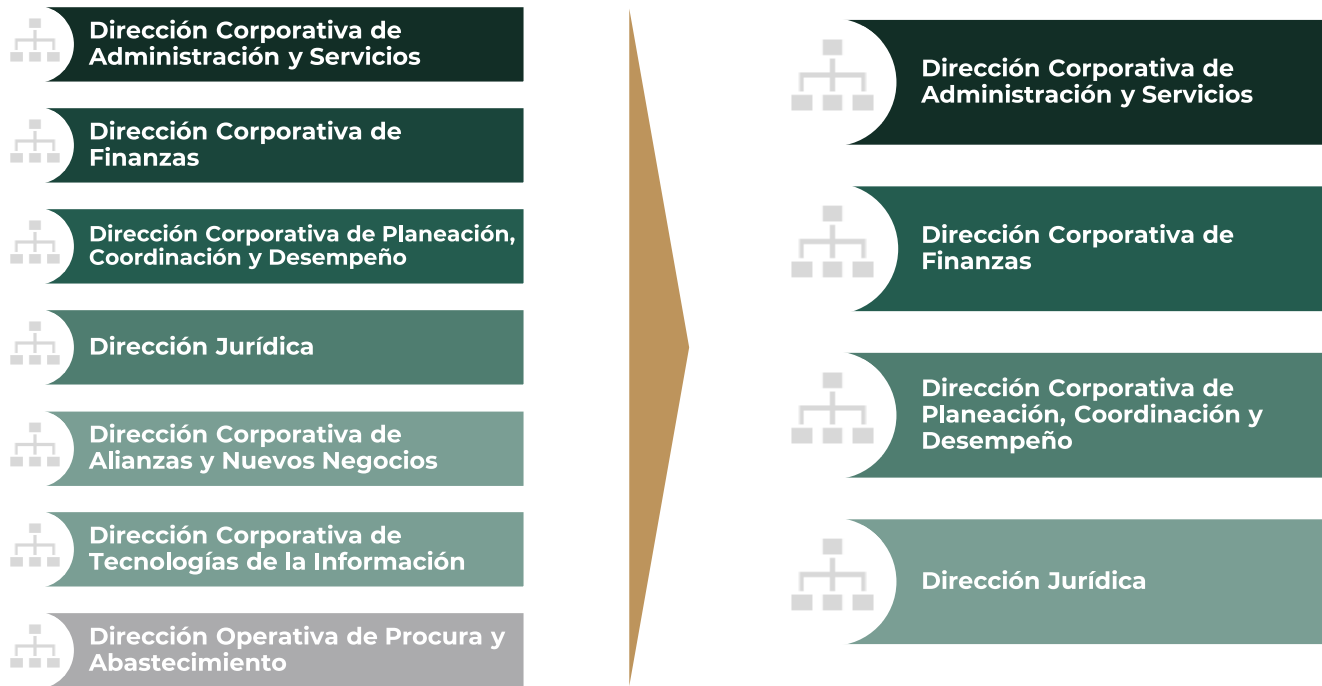 Dirección Corporativa de
Administración y Servicios
Dirección Corporativa de
Finanzas
Dirección Corporativa de Planeación,
Coordinación y Desempeño
Dirección Jurídica
Dirección Corporativa de
Alianzas y Nuevos Negocios
Dirección Corporativa de
Tecnologías de la Información
Dirección Operativa de Procura y
Abastecimiento
Dirección Corporativa de
Administración y Servicios
Dirección Corporativa de
Finanzas
Dirección Corporativa de
Planeación, Coordinación y
Desempeño
Dirección Jurídica